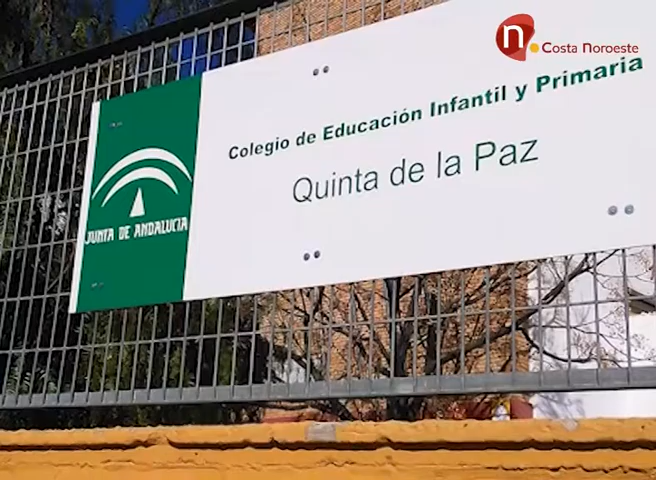 n Costa Noroeste
Colegio de Educación Infantil y Primaria
Quinta de la Paz
JUNTA DE ANDALUCIA